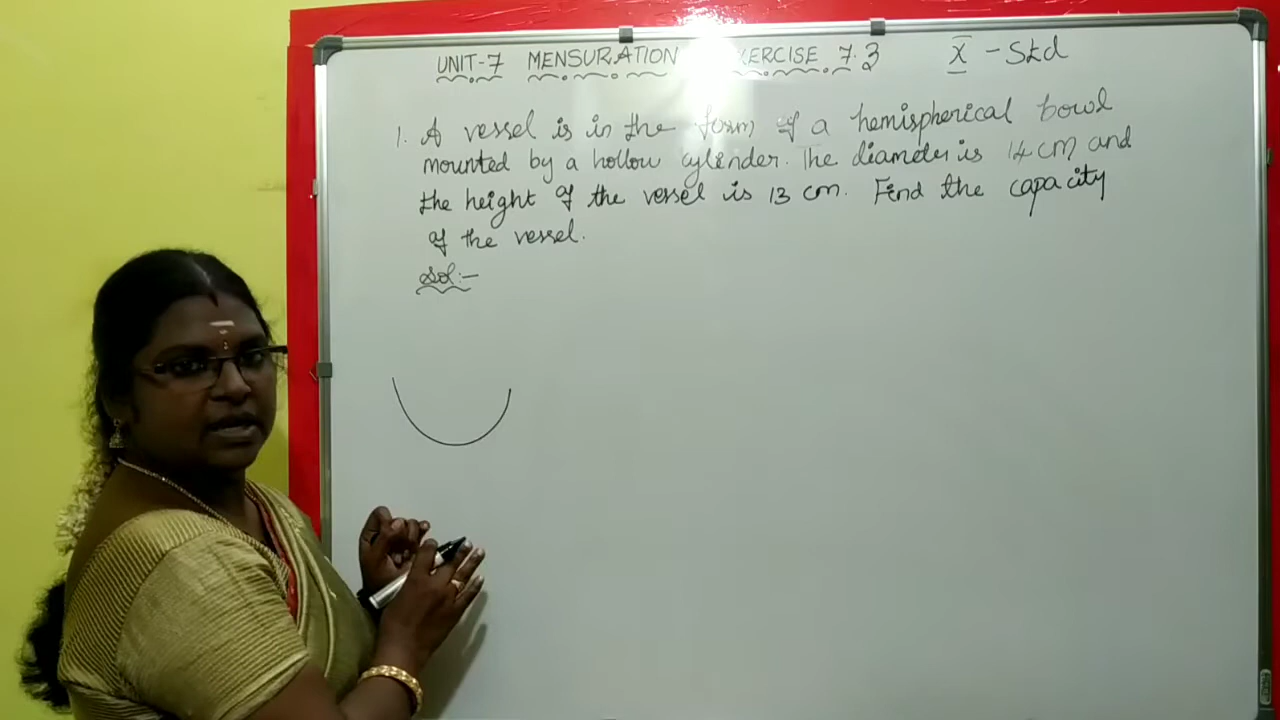 UNIT-7 MENSURATION ERCISE 7.3 X - Std
1. A vessel is in the form of a hemispherical bowl
mounted by a hollow cylinder. The diameter is 14 cm and
the height of the vessel is 13 cm. Find the capacity
of the vessel.
Sol:-